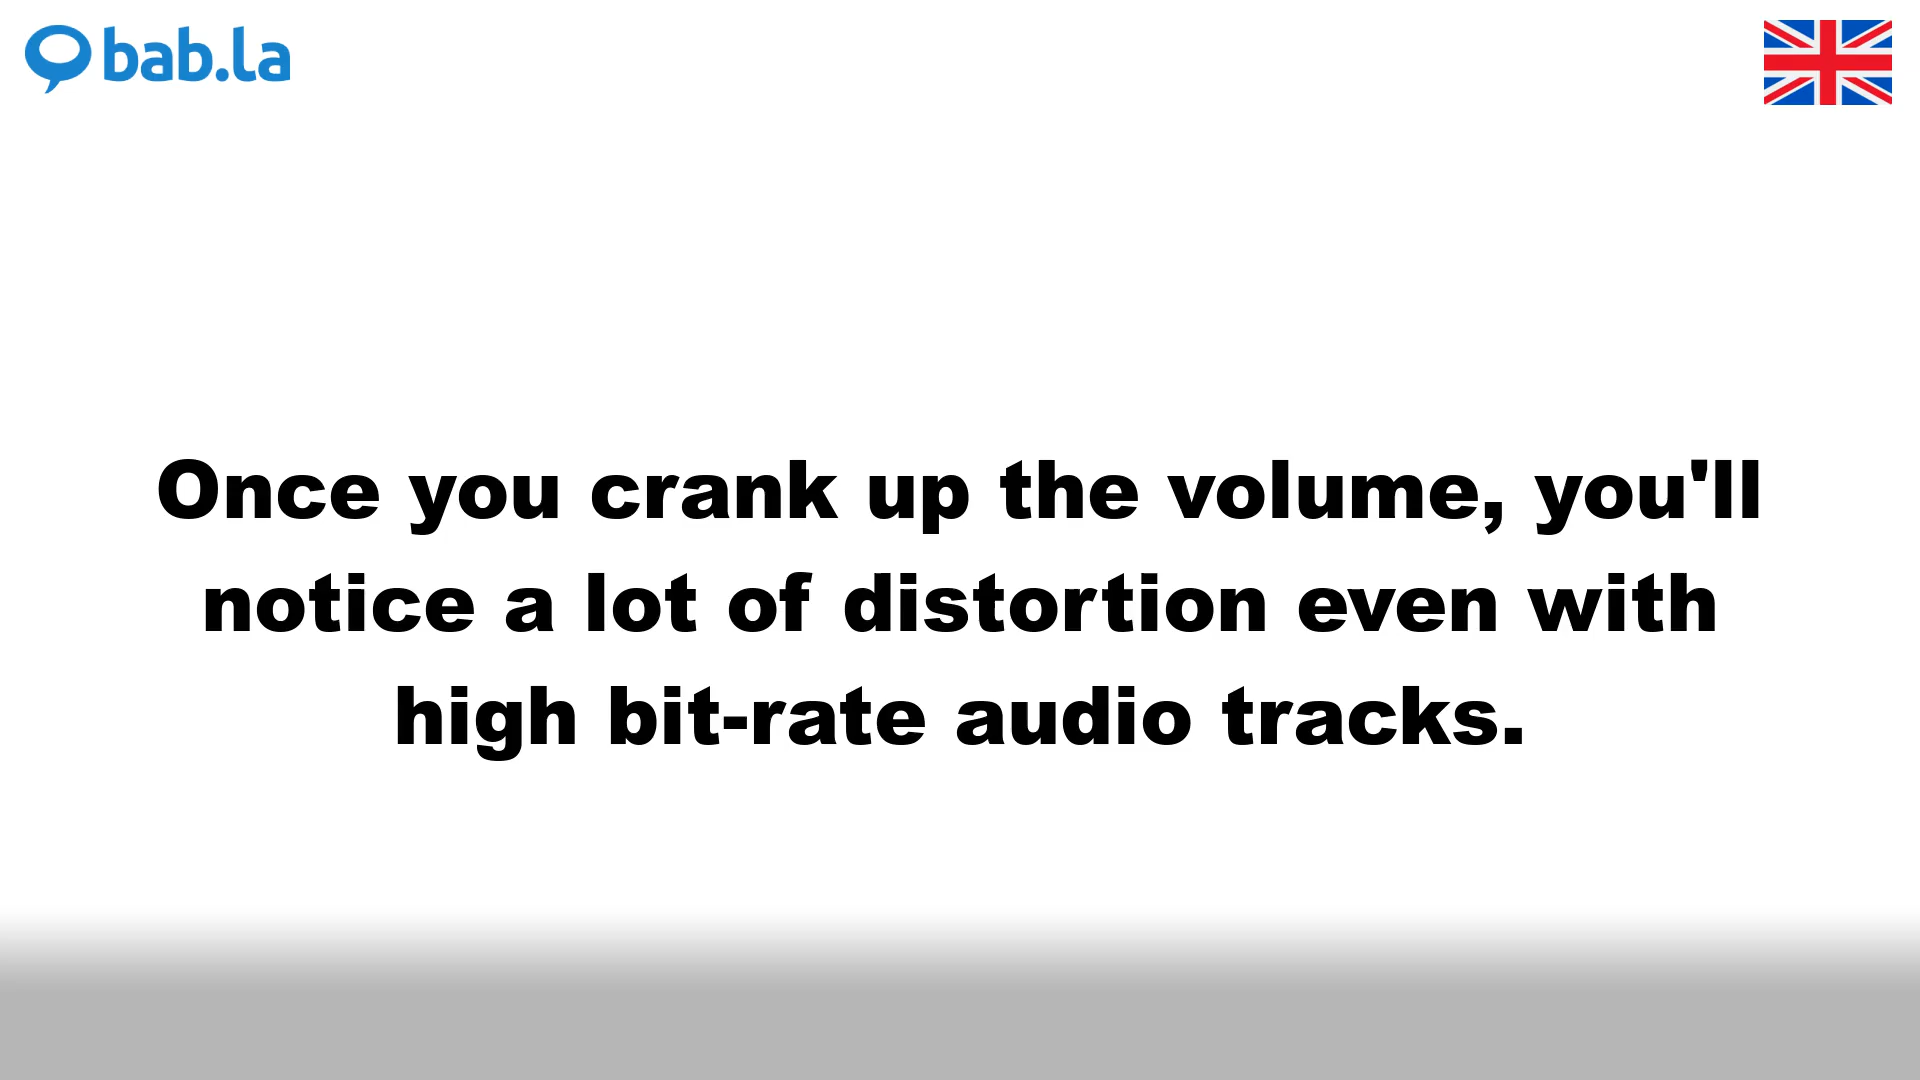 bab.la
Once you crank up the volume, you'll
notice a lot of distortion even with
high bit-rate audio tracks.